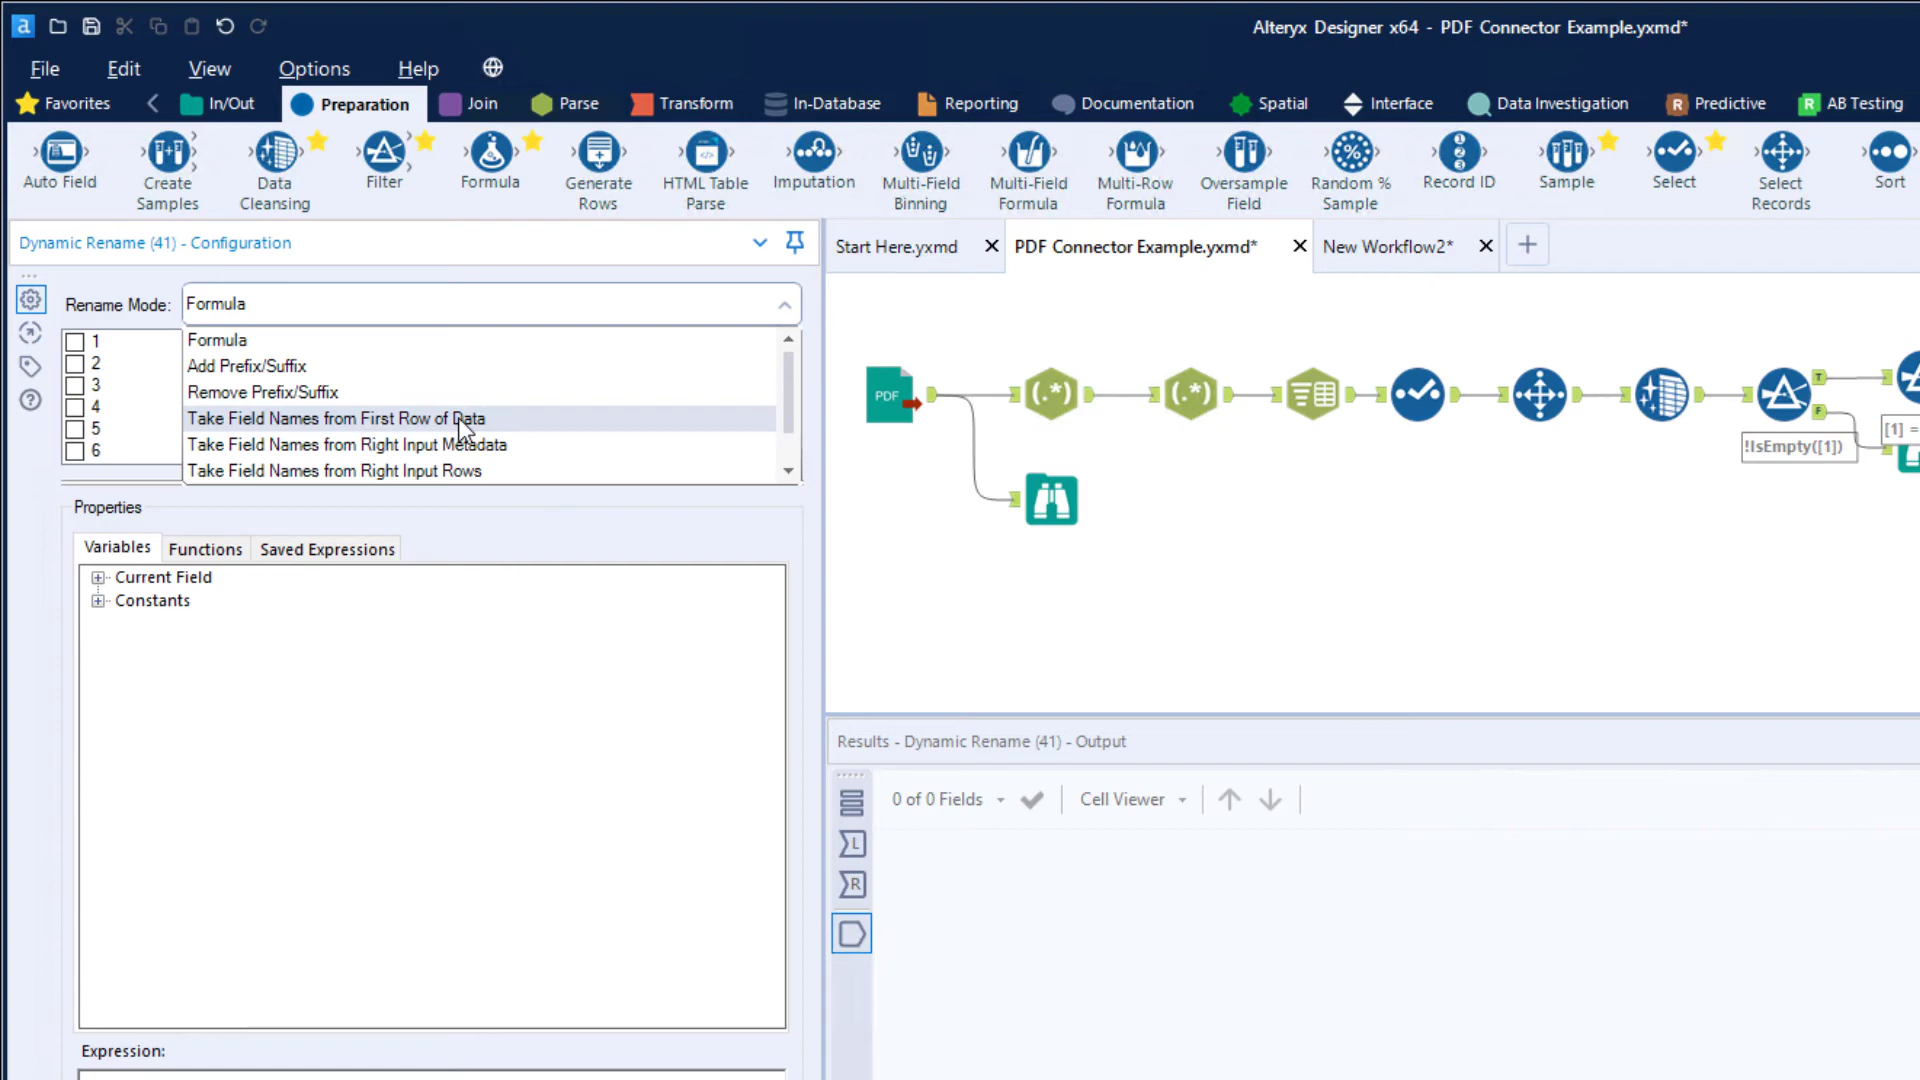 a
Alteryx Designer x64 - PDF Connector Example.yxmd*
File Edit View Options Help
Favorites In/Out Preparation Join Parse Transform In-Database Reporting Documentation Spatial Interface Data Investigation R Predictive R AB Testing
Auto Field
Create
Samples
Data
Cleansing
Filter
Formula
Generate
Rows
HTML Table
Parse
Imputation
Multi-Field
Binning
Multi-Field
Formula
Multi-Row
Formula
Oversample
Field
Random %
Sample
Record ID
Sample
Select
Select
Records
Sort
Dynamic Rename (41) - Configuration
Start Here.yxmd
PDF Connector Example.yxmd*
New Workflow2*
Rename Mode: Formula
1
2
3
4
5
6
Formula
Add Prefix/Suffix
Remove Prefix/Suffix
Take Field Names from First Row of Data
Take Field Names from Right Input Metadata
Take Field Names from Right Input Rows
Properties
Variables Functions Saved Expressions
Current Field
Constants
Expression:
PDF
(.*)
(.*)
T
F
!IsEmpty([1])
[1] =
Results - Dynamic Rename (41) - Output
0 of 0 Fields Cell Viewer
L
R